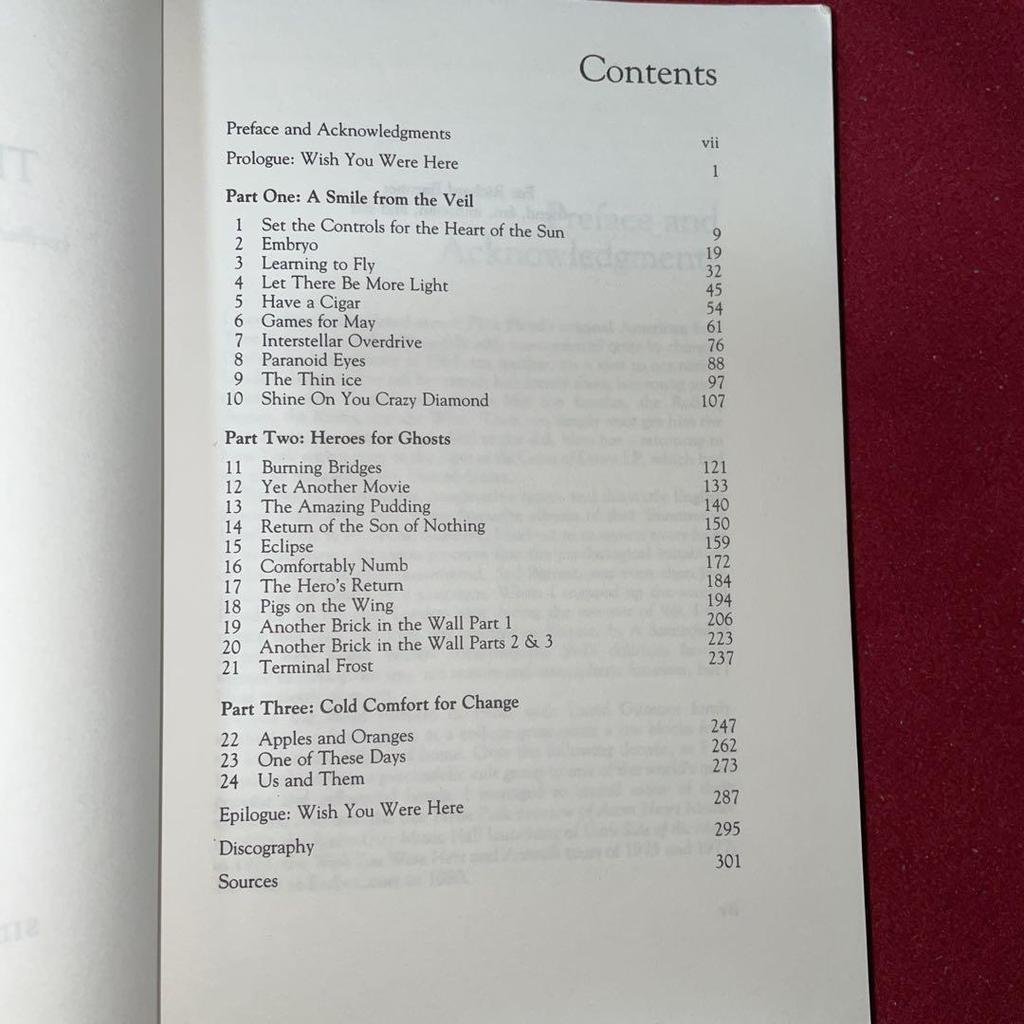 Contents
Preface and Acknowledgments vii
Prologue: Wish You Were Here 1
Part One: A Smile from the Veil
1 Set the Controls for the Heart of the Sun 9
2 Embryo 19
3 Learning to Fly 32
4 Let There Be More Light 45
5 Have a Cigar 54
6 Games for May 61
7 Interstellar Overdrive 76
8 Paranoid Eyes 88
9 The Thin ice 97
10 Shine On You Crazy Diamond 107
Part Two: Heroes for Ghosts
11 Burning Bridges 121
12 Yet Another Movie 133
13 The Amazing Pudding 140
14 Return of the Son of Nothing 150
15 Eclipse 159
16 Comfortably Numb 172
17 The Hero's Return 184
18 Pigs on the Wing 194
19 Another Brick in the Wall Part 1 206
20 Another Brick in the Wall Parts 2 & 3 223
21 Terminal Frost 237
Part Three: Cold Comfort for Change
22 Apples and Oranges 247
23 One of These Days 262
24 Us and Them 273
Epilogue: Wish You Were Here 287
Discography 295
Sources 301